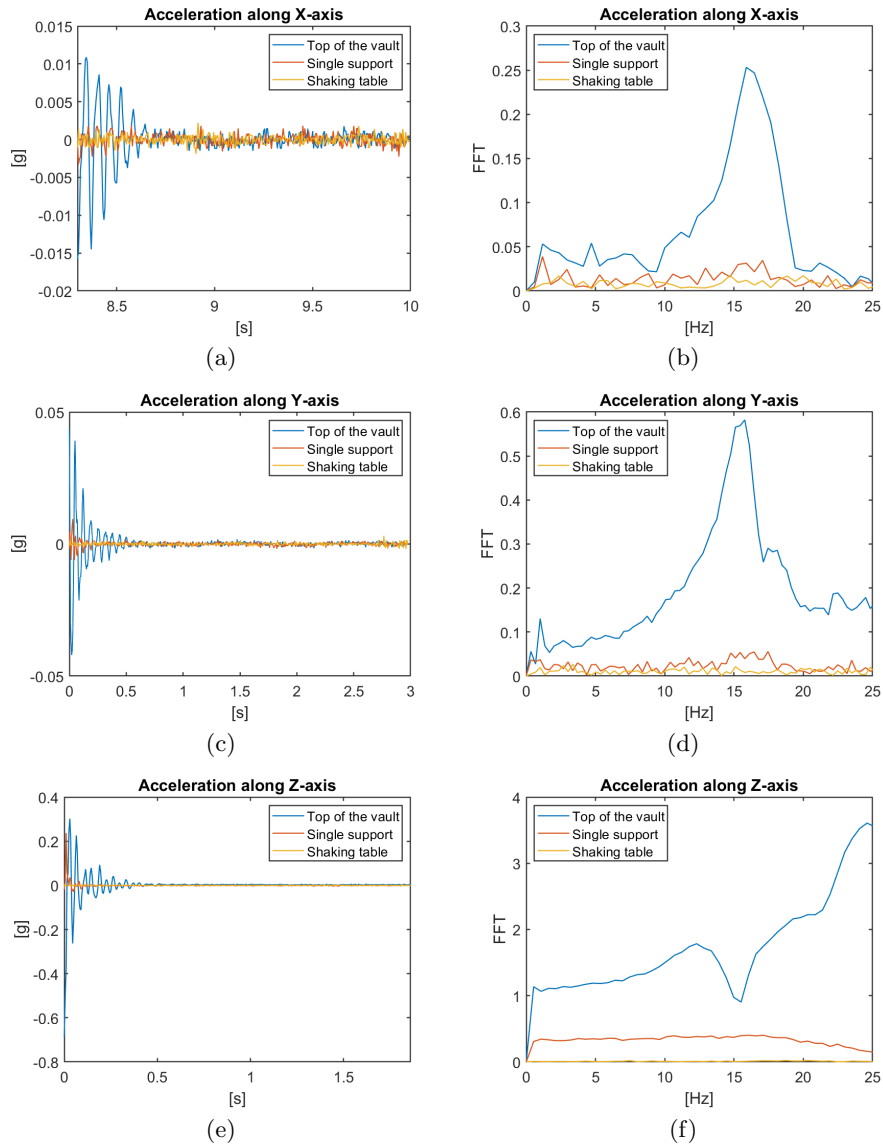 Acceleration along X-axis
0.015
0.01
0.005
0
-0.005
-0.01
-0.015
-0.02
[g]
Top of the vault
Single support
Shaking table
8.5 9 9.5 10
[s]
(a)
Acceleration along X-axis
0.3
0.25
0.2
0.15
0.1
0.05
0
FFT
Top of the vault
Single support
Shaking table
0 5 10 15 20 25
[Hz]
(b)
Acceleration along Y-axis
0.05
0
-0.05
[g]
Top of the vault
Single support
Shaking table
0 0.5 1 1.5 2 2.5 3
[s]
(c)
Acceleration along Y-axis
0.6
0.5
0.4
0.3
0.2
0.1
0
FFT
Top of the vault
Single support
Shaking table
0 5 10 15 20 25
[Hz]
(d)
Acceleration along Z-axis
0.4
0.2
0
-0.2
-0.4
-0.6
-0.8
[g]
Top of the vault
Single support
Shaking table
0 0.5 1 1.5
[s]
(e)
Acceleration along Z-axis
4
3
2
1
0
FFT
Top of the vault
Single support
Shaking table
0 5 10 15 20 25
[Hz]
(f)